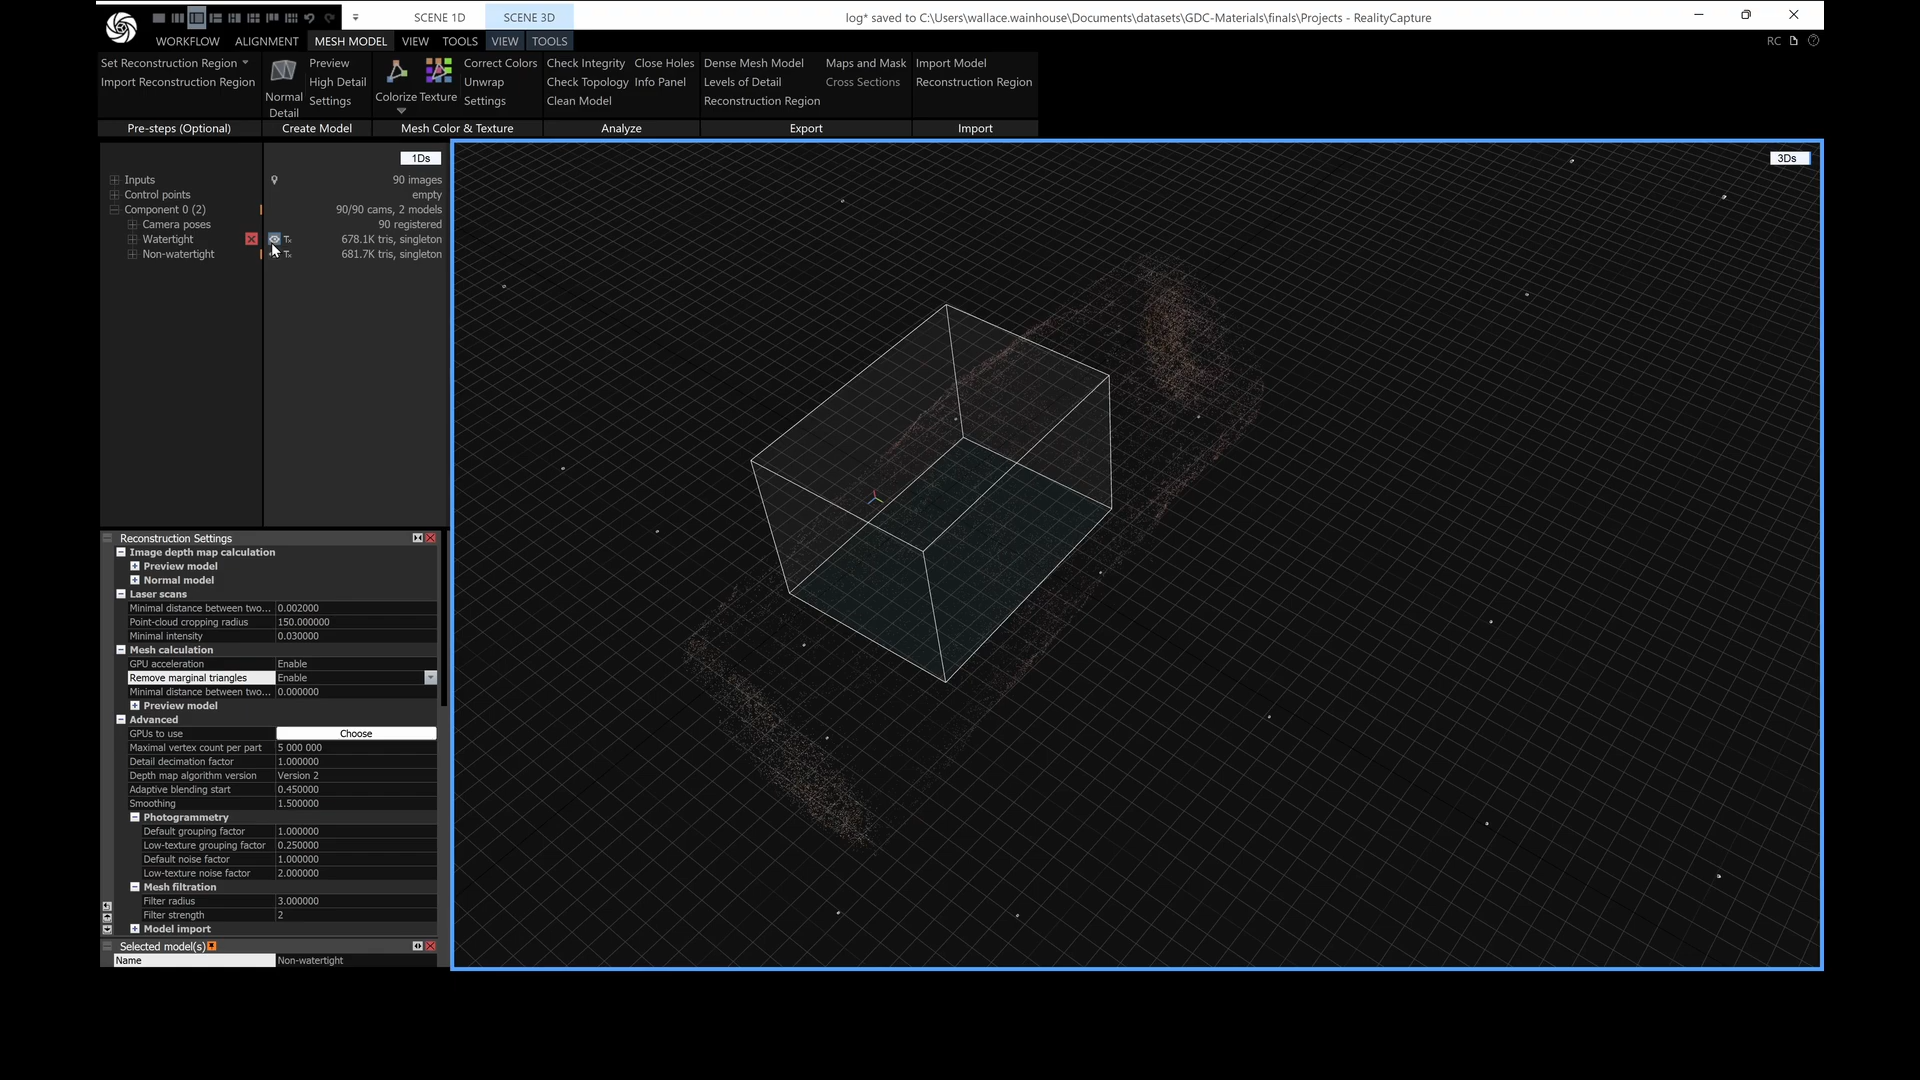 SCENE 1D SCENE 3D log* saved to C:\Users\wallace.wainhouse\Documents\datasets\GDC-Materials\finals\Projects - RealityCapture
WORKFLOW ALIGNMENT MESH MODEL VIEW TOOLS VIEW TOOLS RC
Set Reconstruction Region Preview Correct Colors Check Integrity Close Holes Dense Mesh Model Maps and Mask Import Model
Import Reconstruction Region High Detail Unwrap Check Topology Info Panel Levels of Detail Cross Sections Reconstruction Region
Normal Detail Settings Colorize Texture Settings Clean Model Reconstruction Region
Pre-steps (Optional) Create Model Mesh Color & Texture Analyze Export Import
1Ds 3Ds
Inputs 90 images
Control points empty
Component 0 (2) 90/90 cams, 2 models
Camera poses 90 registered
Watertight Tx 678.1K tris, singleton
Non-watertight Tx 681.7K tris, singleton
Reconstruction Settings
Image depth map calculation
Preview model
Normal model
Laser scans
Minimal distance between two... 0.002000
Point-cloud cropping radius 150.000000
Minimal intensity 0.030000
Mesh calculation
GPU acceleration Enable
Remove marginal triangles Enable
Minimal distance between two... 0.000000
Preview model
Advanced
GPUs to use Choose
Maximal vertex count per part 5 000 000
Detail decimation factor 1.000000
Depth map algorithm version Version 2
Adaptive blending start 0.450000
Smoothing 1.500000
Photogrammetry
Default grouping factor 1.000000
Low-texture grouping factor 0.250000
Default noise factor 1.000000
Low-texture noise factor 2.000000
Mesh filtration
Filter radius 3.000000
Filter strength 2
Model import
Selected model(s)
Name Non-watertight